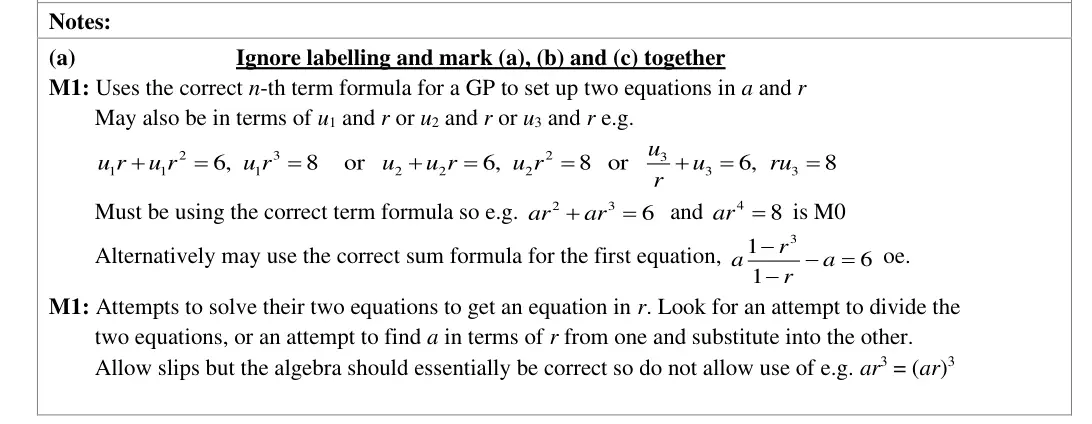 Notes:
(a) Ignore labelling and mark (a), (b) and (c) together
M1: Uses the correct n-th term formula for a GP to set up two equations in a and r
May also be in terms of u₁ and r or u₂ and r or u₃ and r e.g.
u₁r + u₁r² = 6, u₁r³ = 8 or u₂ + u₂r = 6, u₂r² = 8 or u₃/r + u₃ = 6, ru₃ = 8
Must be using the correct term formula so e.g. ar² + ar³ = 6 and ar⁴ = 8 is M0
Alternatively may use the correct sum formula for the first equation, a (1 − r³)/(1 − r) − a = 6 oe.
M1: Attempts to solve their two equations to get an equation in r. Look for an attempt to divide the
two equations, or an attempt to find a in terms of r from one and substitute into the other.
Allow slips but the algebra should essentially be correct so do not allow use of e.g. ar³ = (ar)³